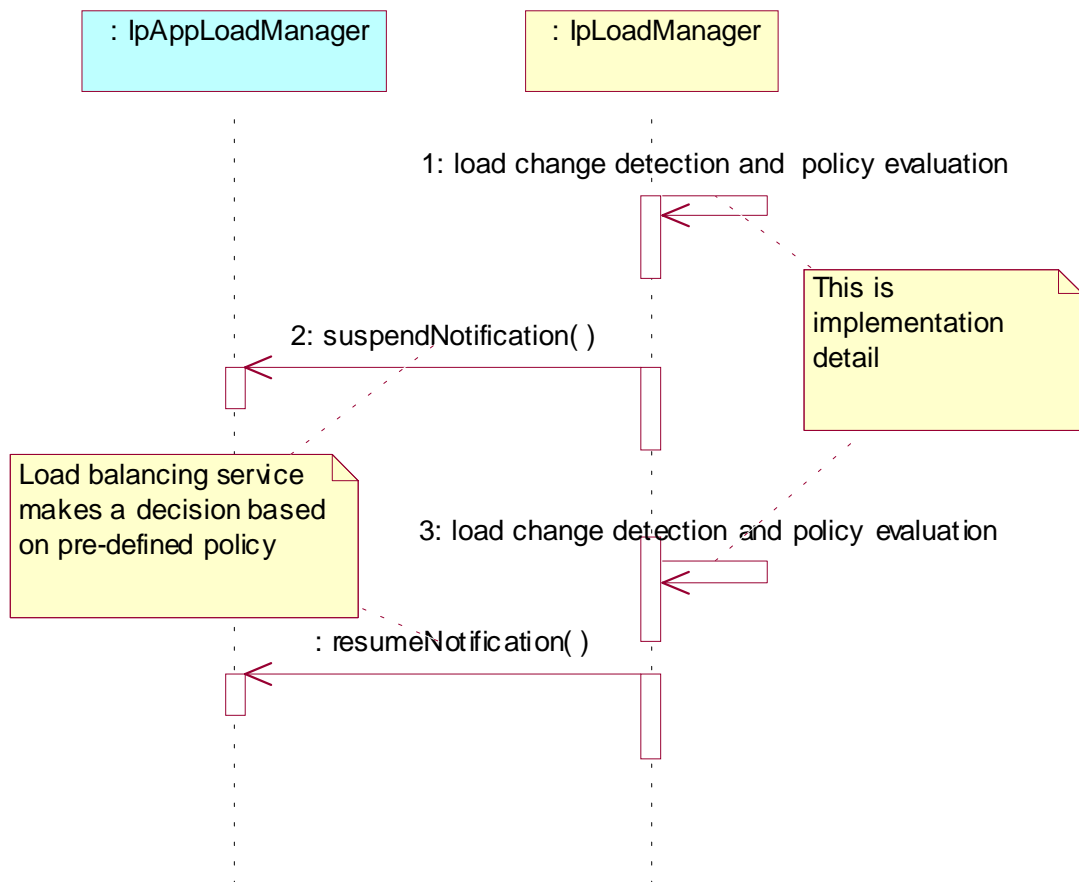 : IpAppLoadManager
: IpLoadManager
1: load change detection and policy evaluation
This is
implementation
detail
2: suspendNotification( )
Load balancing service
makes a decision based
on pre-defined policy
3: load change detection and policy evaluation
: resumeNotification( )